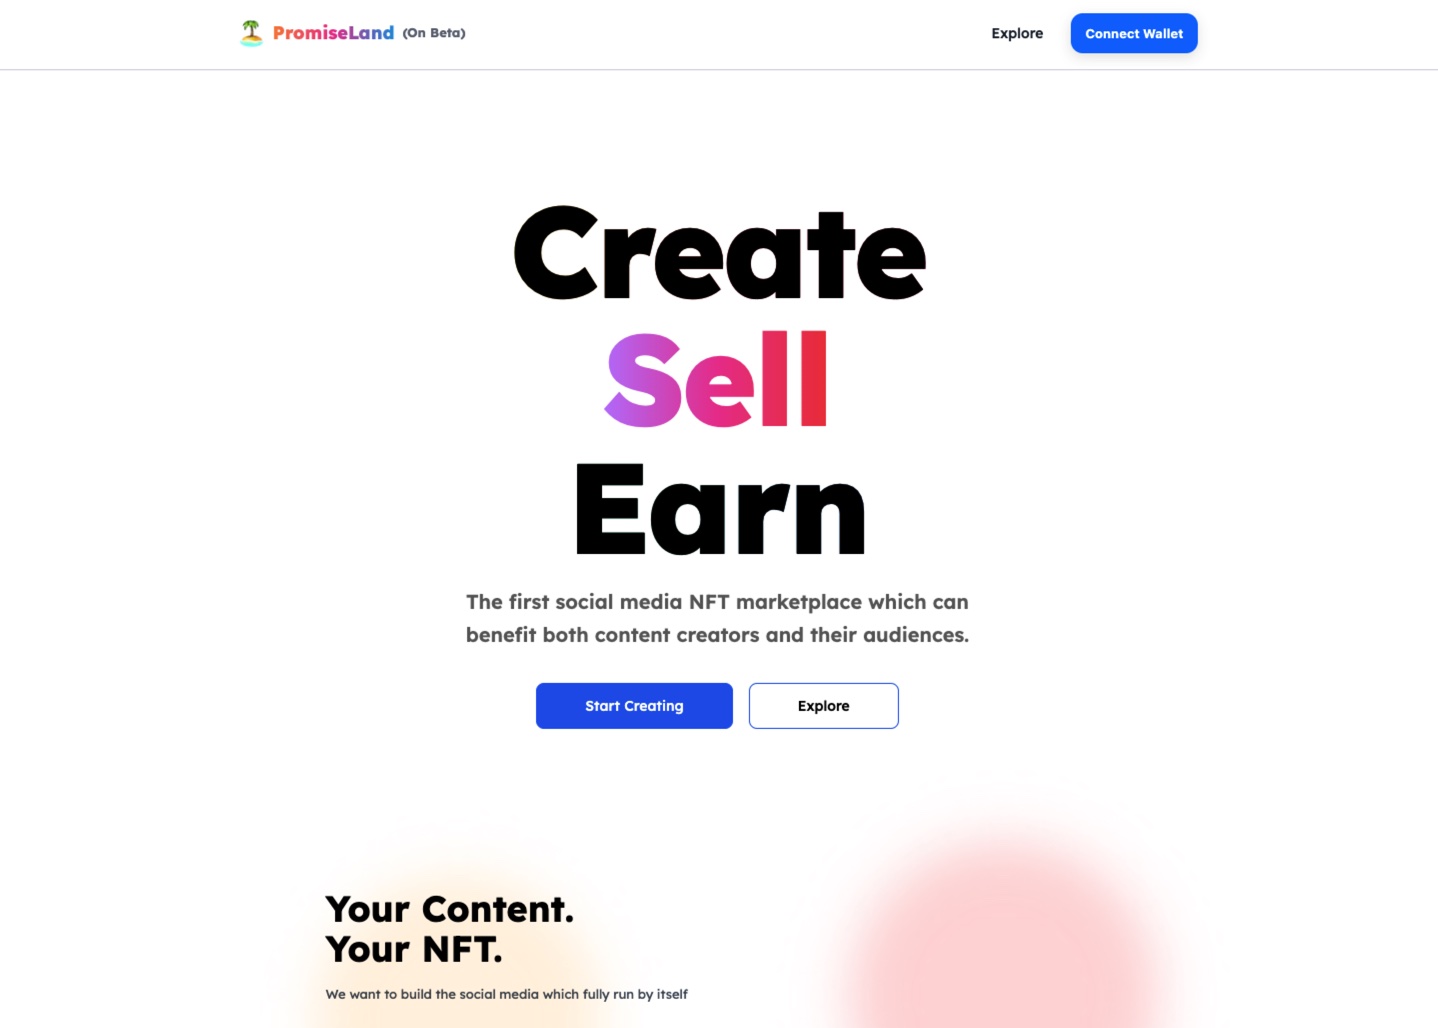 PromiseLand (On Beta)
Explore
Connect Wallet
Create
Sell
Earn
The first social media NFT marketplace which can
benefit both content creators and their audiences.
Start Creating
Explore
Your Content.
Your NFT.
We want to build the social media which fully run by itself